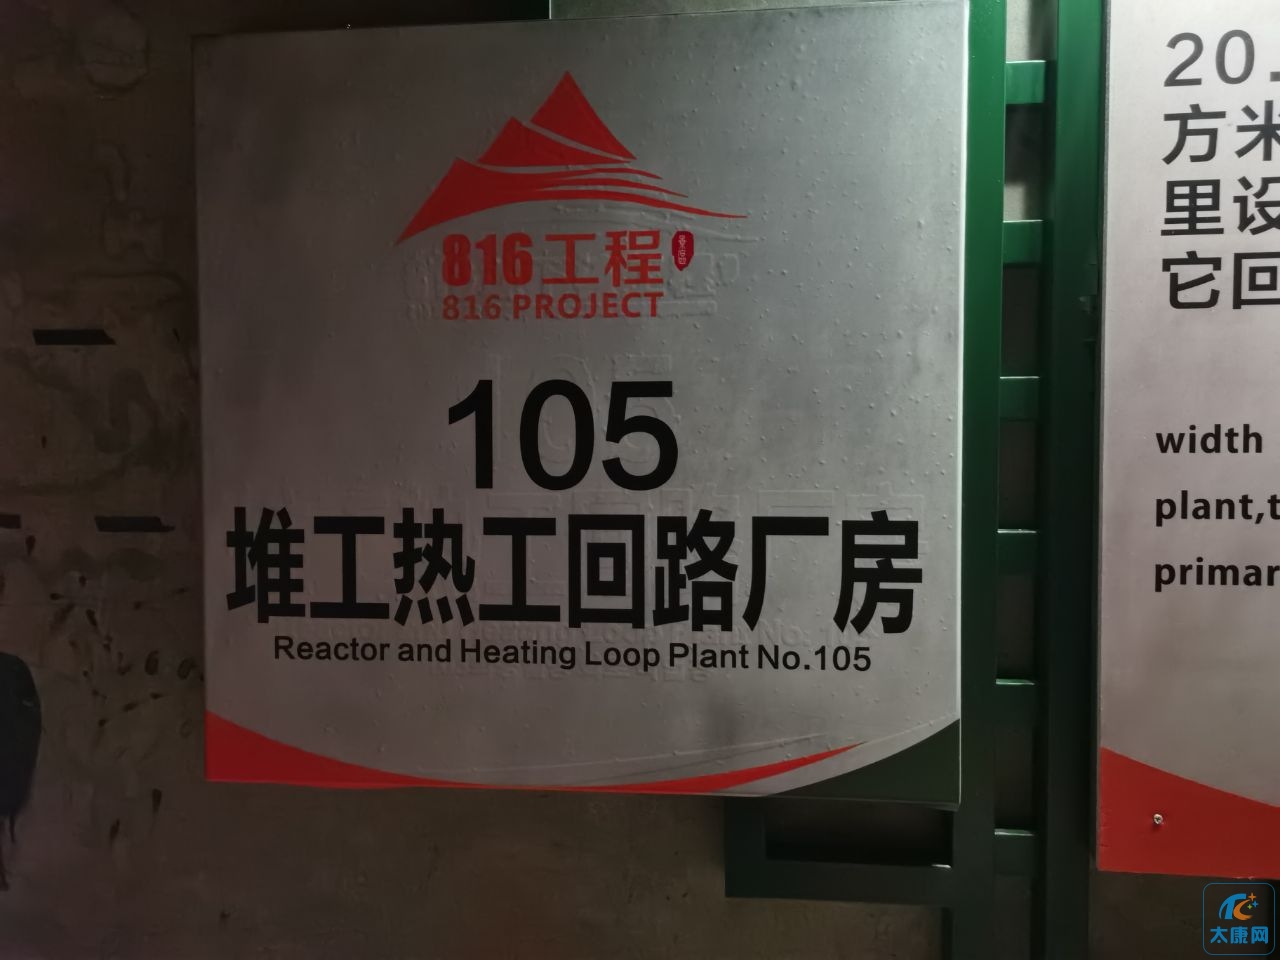 816工程
816 PROJECT
105
堆工热工回路厂房
Reactor and Heating Loop Plant No.105
20.
方米
里设
它回
width
plant,t
primar
太康网